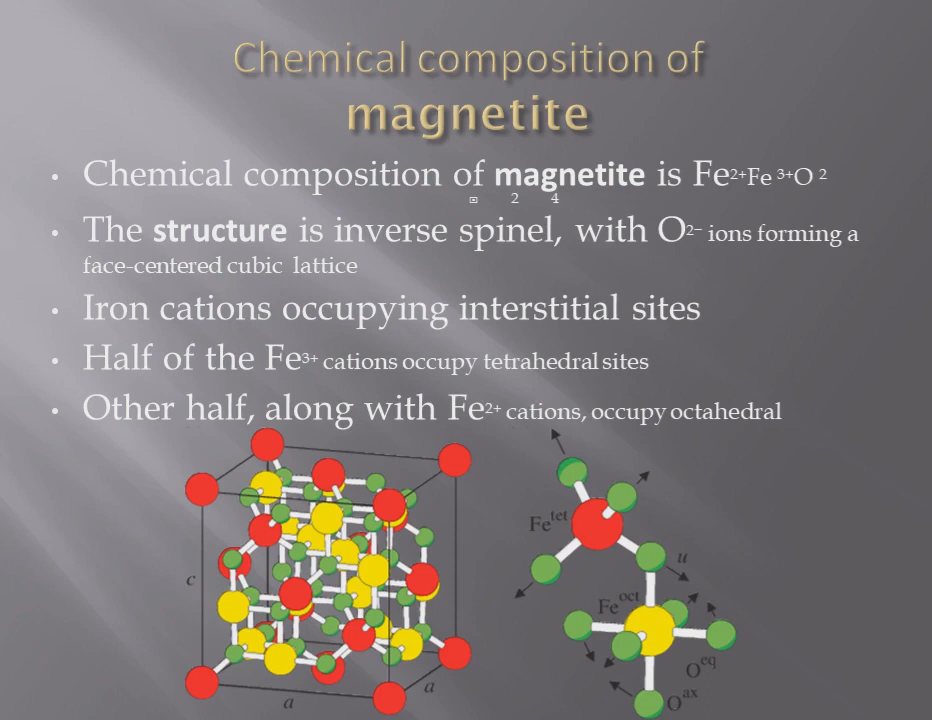 Chemical composition of
magnetite
• Chemical composition of magnetite is Fe2+Fe 3+O 2
2 4
• The structure is inverse spinel, with O2− ions forming a
face-centered cubic lattice
• Iron cations occupying interstitial sites
• Half of the Fe3+ cations occupy tetrahedral sites
• Other half, along with Fe2+ cations, occupy octahedral
Fetet
u
c
Feoct
Oeq
a
a
Oax